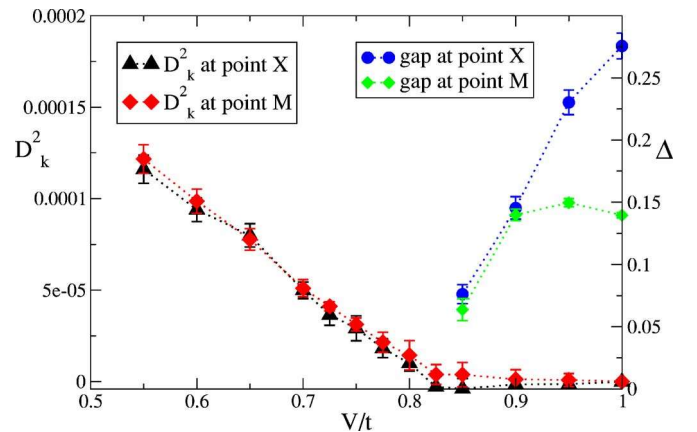 0.0002
0.00015
0.0001
5e-05
0
D²ₖ
D²ₖ at point X
D²ₖ at point M
gap at point X
gap at point M
0.25
0.2
0.15
0.1
0.05
0
Δ
0.5 0.6 0.7 0.8 0.9 1
V/t